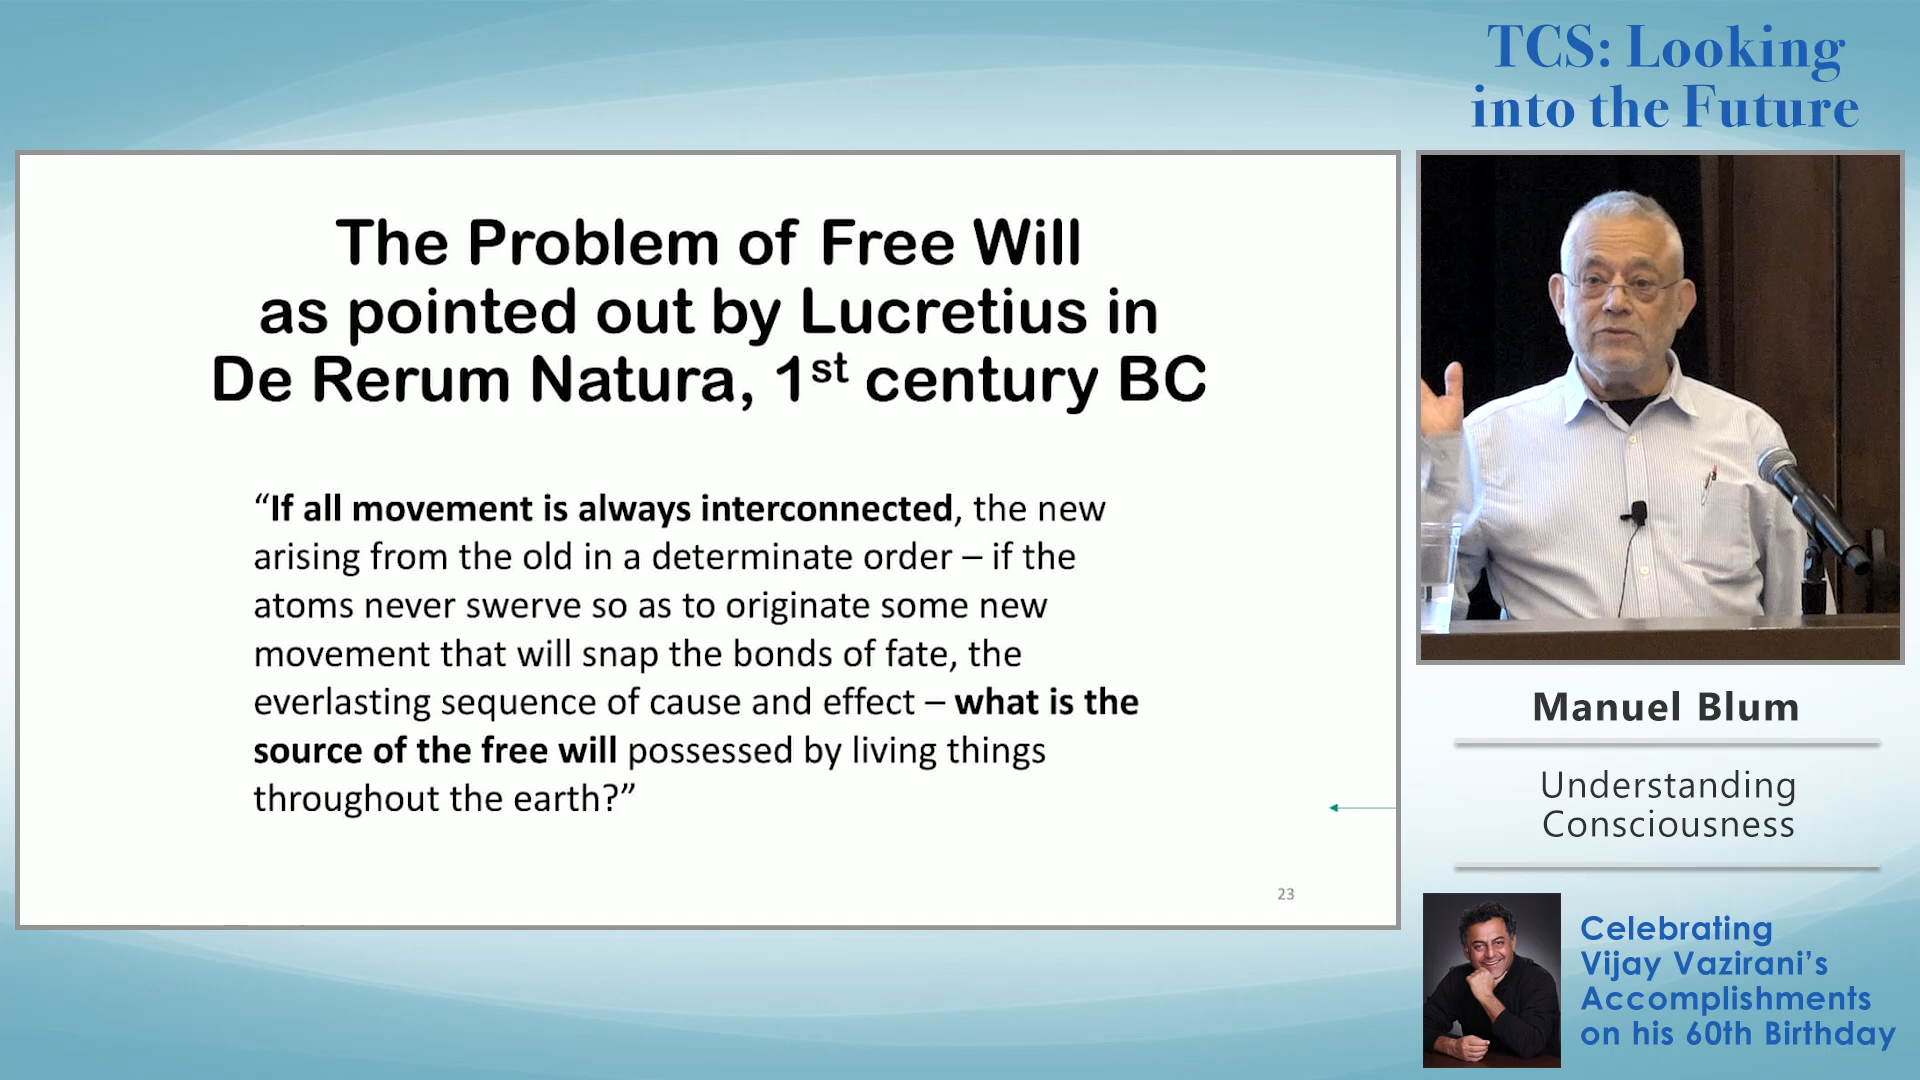 TCS: Looking
into the Future
The Problem of Free Will
as pointed out by Lucretius in
De Rerum Natura, 1st century BC
“If all movement is always interconnected, the new
arising from the old in a determinate order – if the
atoms never swerve so as to originate some new
movement that will snap the bonds of fate, the
everlasting sequence of cause and effect – what is the
source of the free will possessed by living things
throughout the earth?”
23
Manuel Blum
Understanding
Consciousness
Celebrating
Vijay Vazirani’s
Accomplishments
on his 60th Birthday